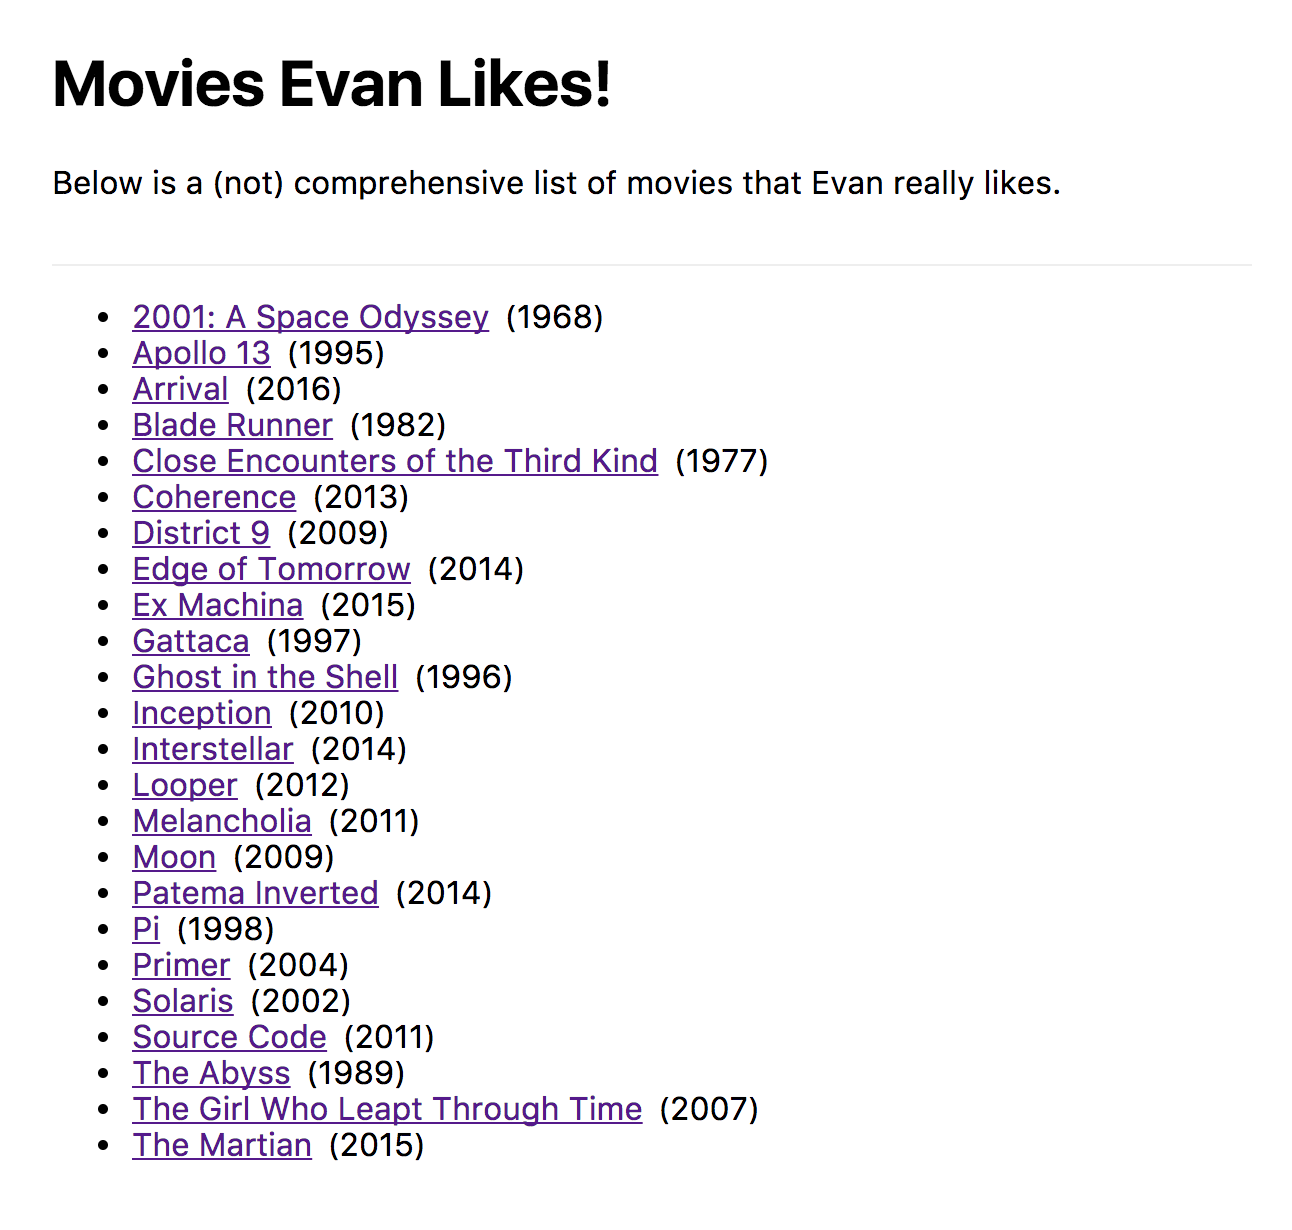 Movies Evan Likes!
Below is a (not) comprehensive list of movies that Evan really likes.
• 2001: A Space Odyssey (1968)
• Apollo 13 (1995)
• Arrival (2016)
• Blade Runner (1982)
• Close Encounters of the Third Kind (1977)
• Coherence (2013)
• District 9 (2009)
• Edge of Tomorrow (2014)
• Ex Machina (2015)
• Gattaca (1997)
• Ghost in the Shell (1996)
• Inception (2010)
• Interstellar (2014)
• Looper (2012)
• Melancholia (2011)
• Moon (2009)
• Patema Inverted (2014)
• Pi (1998)
• Primer (2004)
• Solaris (2002)
• Source Code (2011)
• The Abyss (1989)
• The Girl Who Leapt Through Time (2007)
• The Martian (2015)